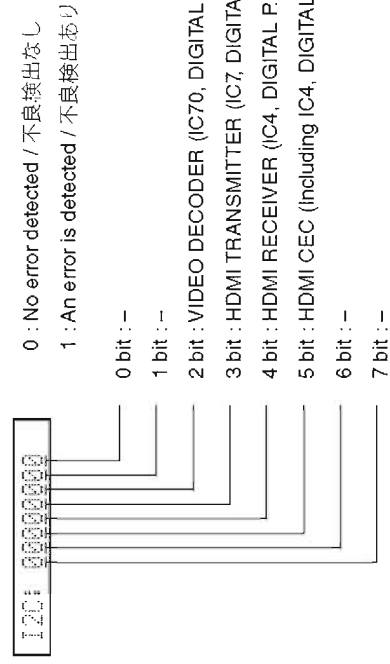 I2C: 00000000
0 : No error detected / 不良検出なし
1 : An error is detected / 不良検出あり
0 bit : –
1 bit : –
2 bit : VIDEO DECODER (IC70, DIGITAL
3 bit : HDMI TRANSMITTER (IC7, DIGITA
4 bit : HDMI RECEIVER (IC4, DIGITAL P.
5 bit : HDMI CEC (Including IC4, DIGITAL
6 bit : –
7 bit : –